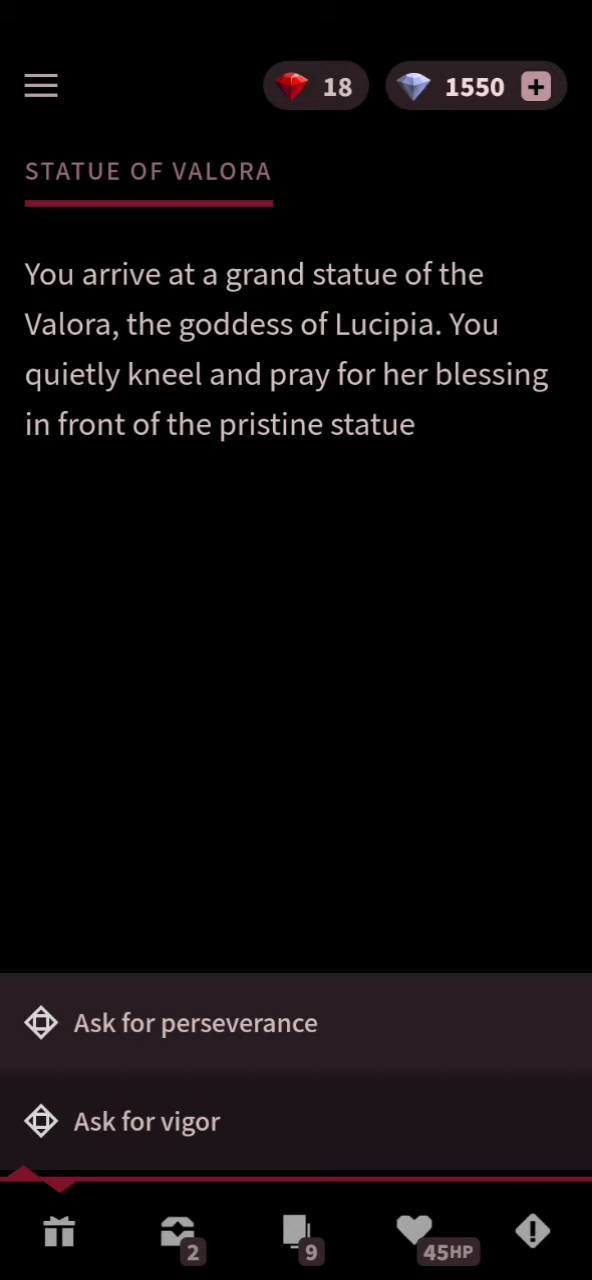 18
1550
STATUE OF VALORA
You arrive at a grand statue of the
Valora, the goddess of Lucipia. You
quietly kneel and pray for her blessing
in front of the pristine statue
Ask for perseverance
Ask for vigor
2
9
45HP